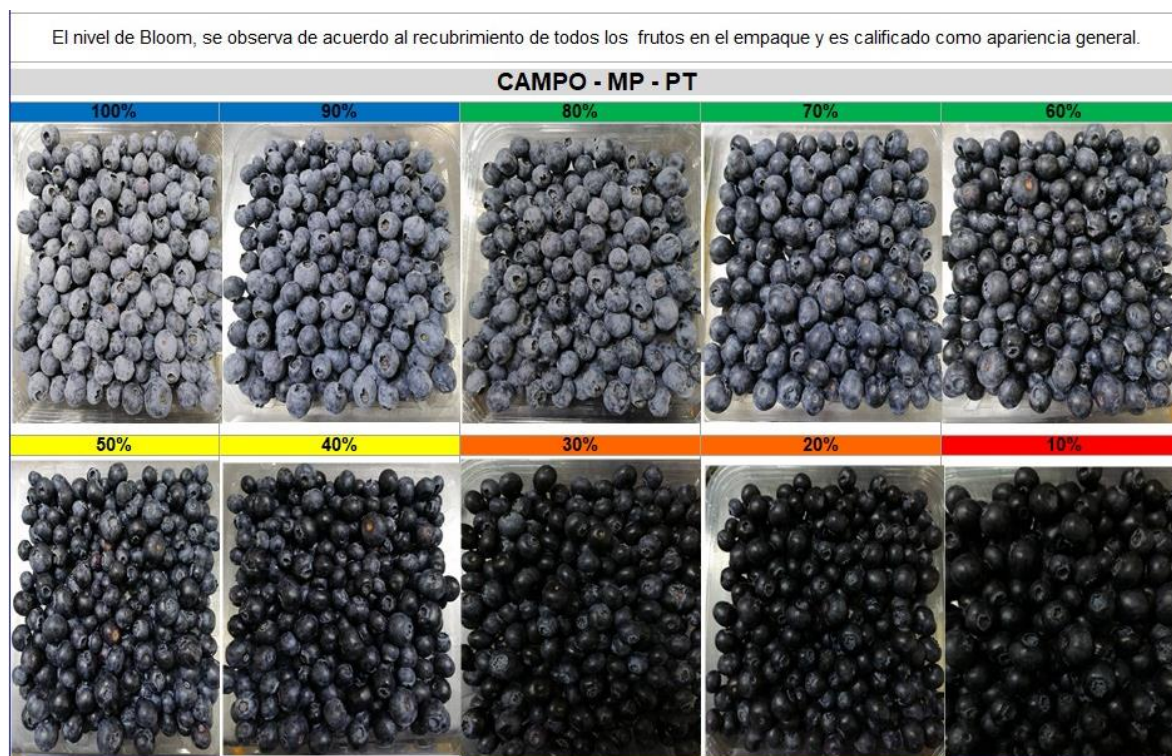 El nivel de Bloom, se observa de acuerdo al recubrimiento de todos los frutos en el empaque y es calificado como apariencia general.
CAMPO - MP - PT
100% 90% 80% 70% 60%
50% 40% 30% 20% 10%